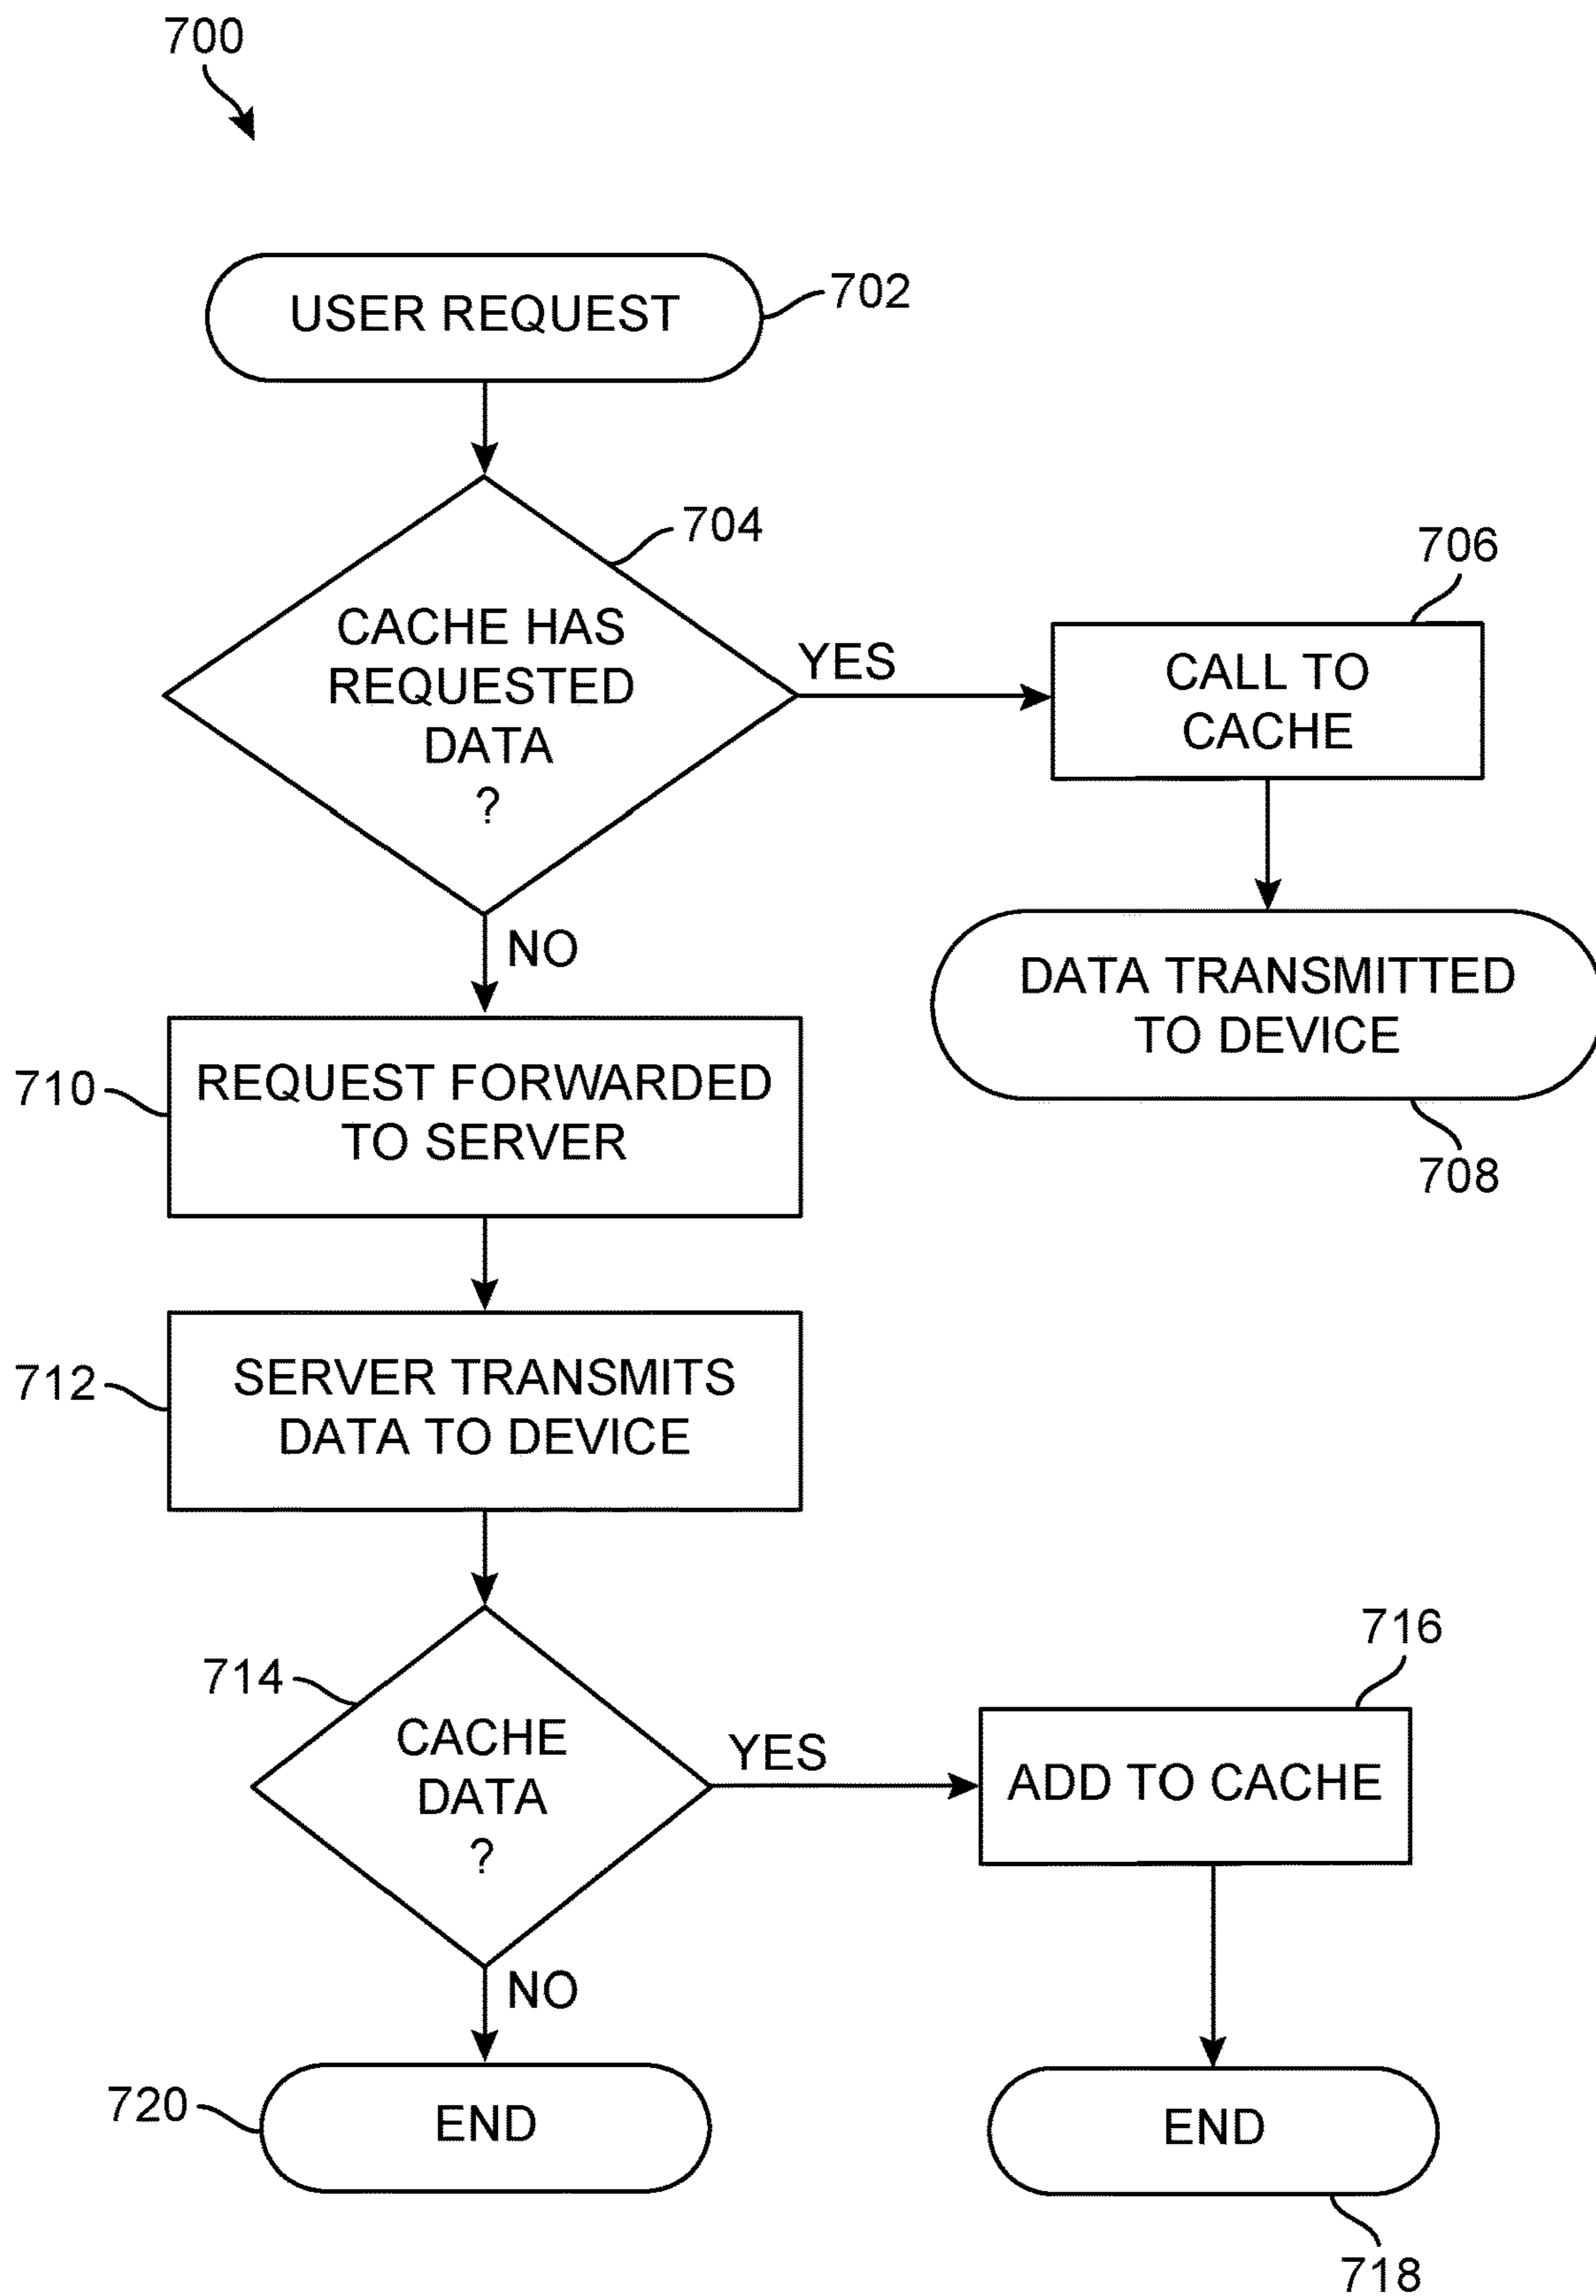 700
USER REQUEST
702
704
CACHE HAS
REQUESTED
DATA
?
YES
706
CALL TO
CACHE
NO
DATA TRANSMITTED
TO DEVICE
708
710
REQUEST FORWARDED
TO SERVER
712
SERVER TRANSMITS
DATA TO DEVICE
714
CACHE
DATA
?
YES
716
ADD TO CACHE
NO
720
END
END
718